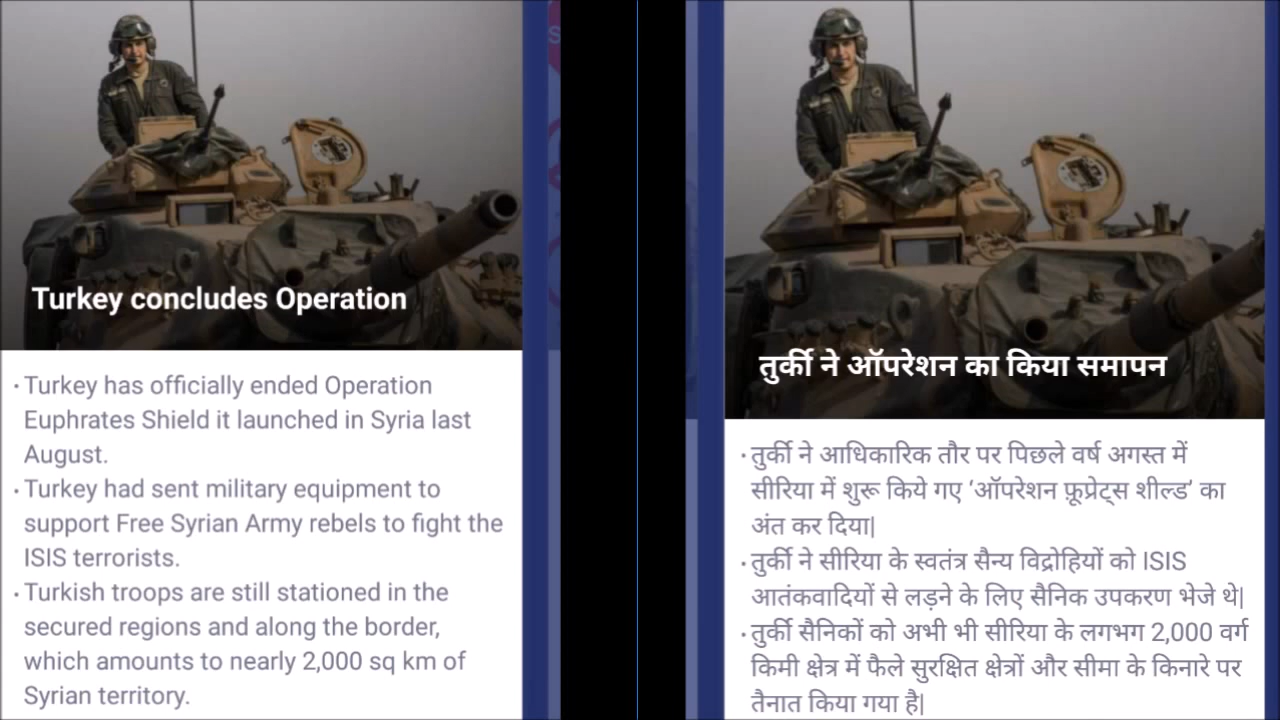 Turkey concludes Operation
• Turkey has officially ended Operation
Euphrates Shield it launched in Syria last
August.
• Turkey had sent military equipment to
support Free Syrian Army rebels to fight the
ISIS terrorists.
• Turkish troops are still stationed in the
secured regions and along the border,
which amounts to nearly 2,000 sq km of
Syrian territory.
S
तुर्की ने ऑपरेशन का किया समापन
• तुर्की ने आधिकारिक तौर पर पिछले वर्ष अगस्त में
सीरिया में शुरू किये गए ‘ऑपरेशन फ़ूप्रेट्स शील्ड’ का
अंत कर दिया|
• तुर्की ने सीरिया के स्वतंत्र सैन्य विद्रोहियों को ISIS
आतंकवादियों से लड़ने के लिए सैनिक उपकरण भेजे थे|
• तुर्की सैनिकों को अभी भी सीरिया के लगभग 2,000 वर्ग
किमी क्षेत्र में फैले सुरक्षित क्षेत्रों और सीमा के किनारे पर
तैनात किया गया है|